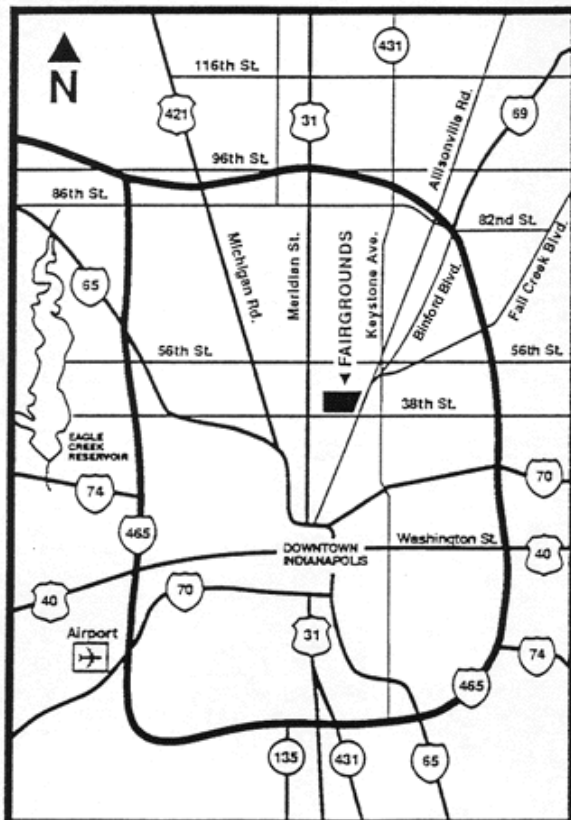 N
116th St.
431
421
31
69
Allisonville Rd.
96th St.
86th St.
82nd St.
65
Michigan Rd.
Meridian St.
FAIRGROUNDS
Keystone Ave.
Binford Blvd.
Fall Creek Blvd.
56th St.
56th St.
38th St.
EAGLE
CREEK
RESERVOIR
74
70
465
DOWNTOWN
INDIANAPOLIS
Washington St.
40
40
70
Airport
31
74
465
135
431
65